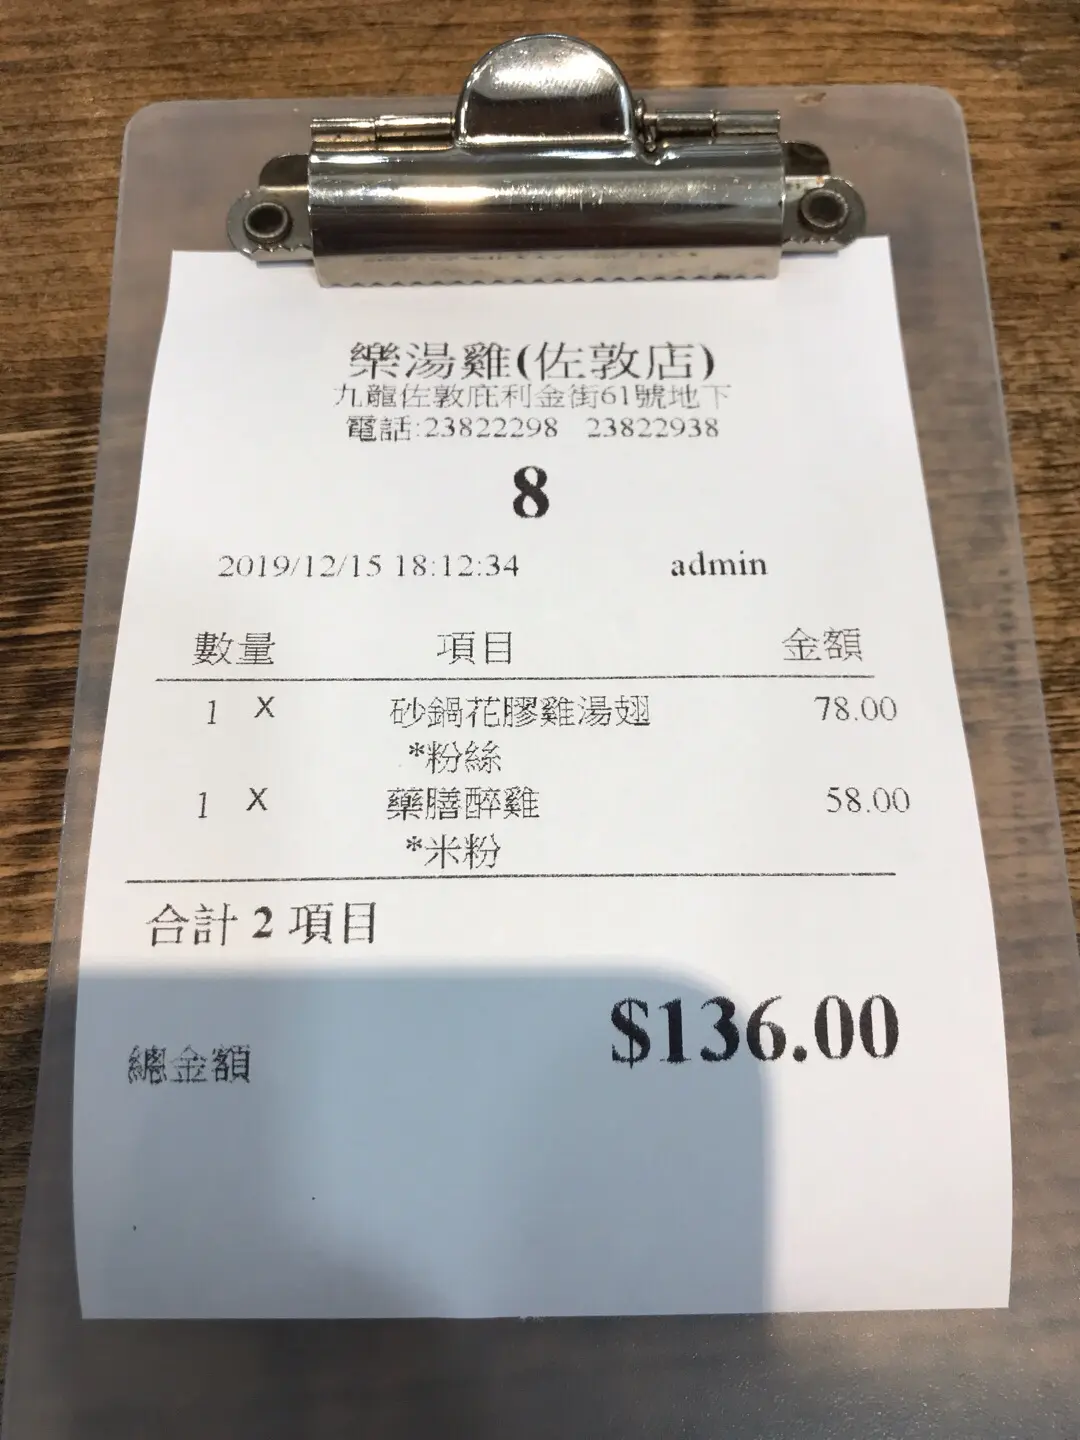 樂湯雞(佐敦店)
九龍佐敦庇利金街61號地下
電話:23822298 23822938
8
2019/12/15 18:12:34 admin
數量 項目 金額
1 X 砂鍋花膠雞湯翅 78.00
*粉絲
1 X 藥膳醉雞 58.00
*米粉
合計 2 項目
總金額 $136.00